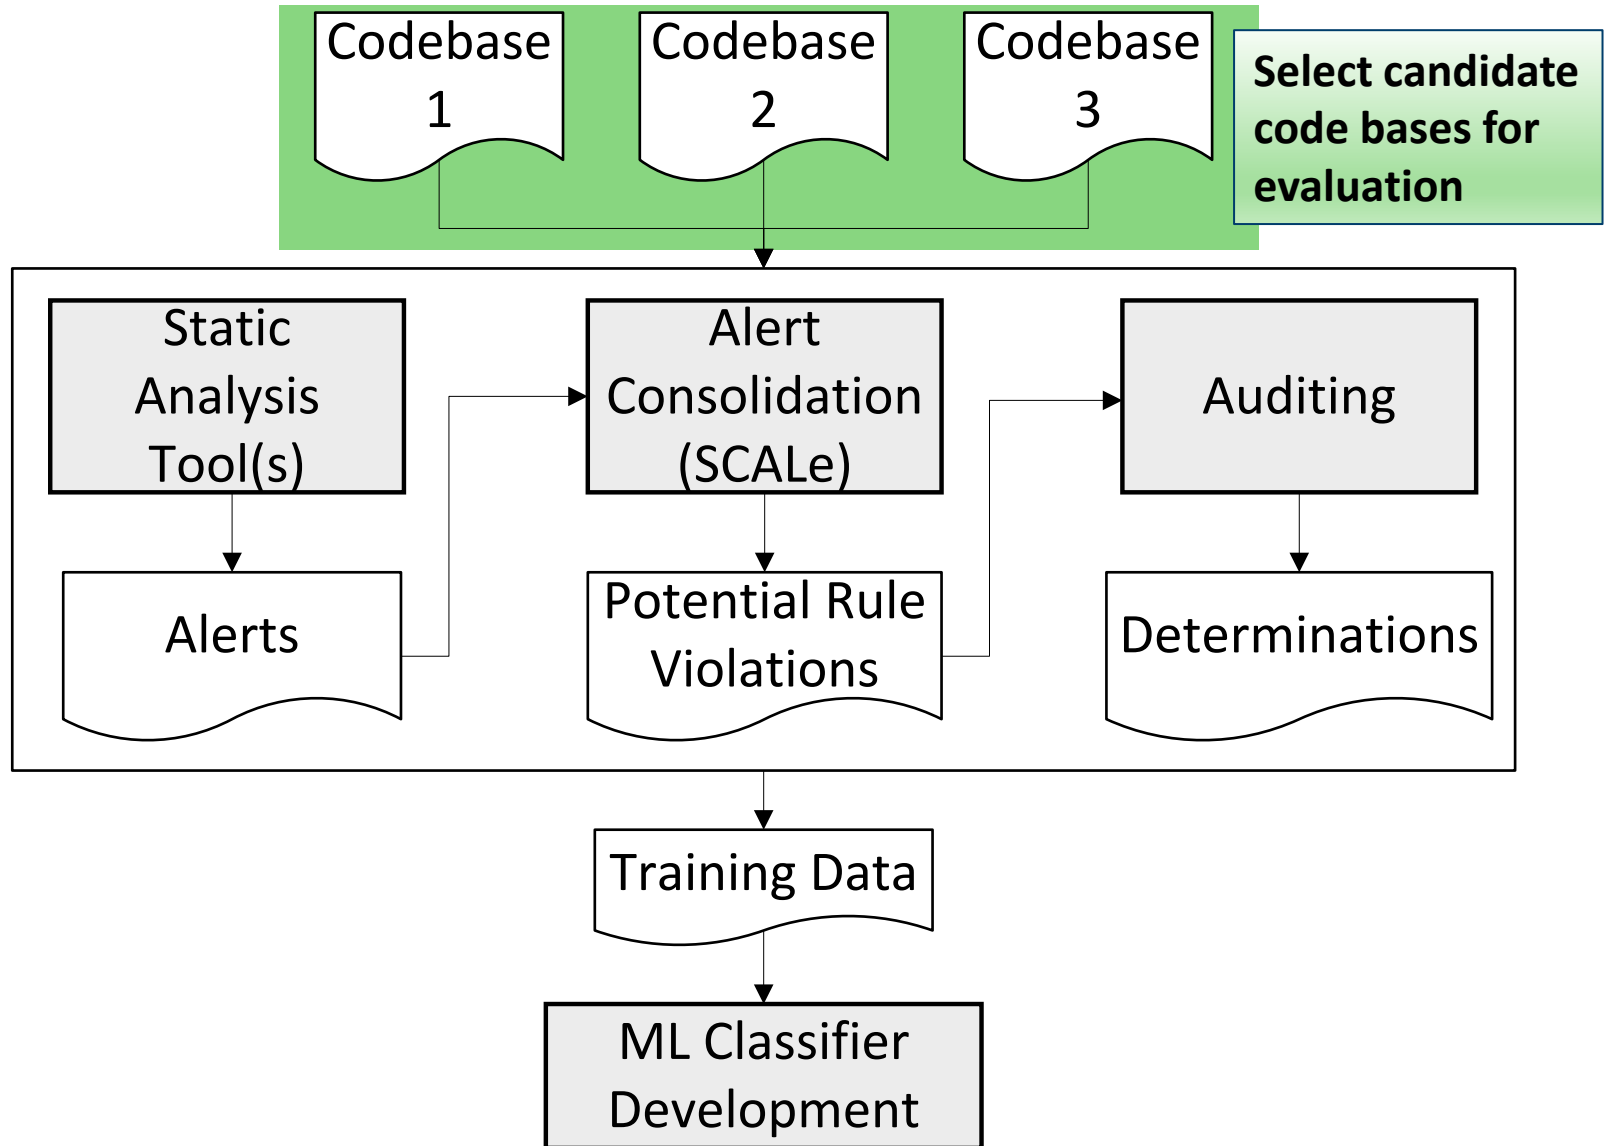 Codebase
1
Codebase
2
Codebase
3
Select candidate
code bases for
evaluation
Static
Analysis
Tool(s)
Alert
Consolidation
(SCALe)
Auditing
Alerts
Potential Rule
Violations
Determinations
Training Data
ML Classifier
Development